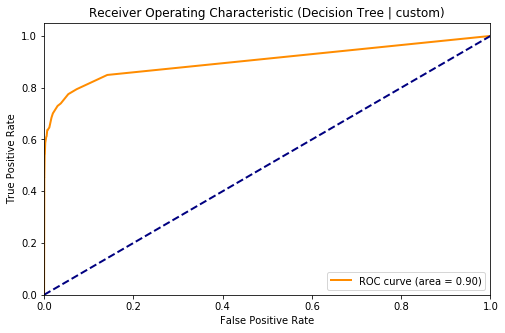 Receiver Operating Characteristic (Decision Tree | custom)
True Positive Rate
1.0
0.8
0.6
0.4
0.2
0.0
ROC curve (area = 0.90)
0.0 0.2 0.4 0.6 0.8 1.0
False Positive Rate